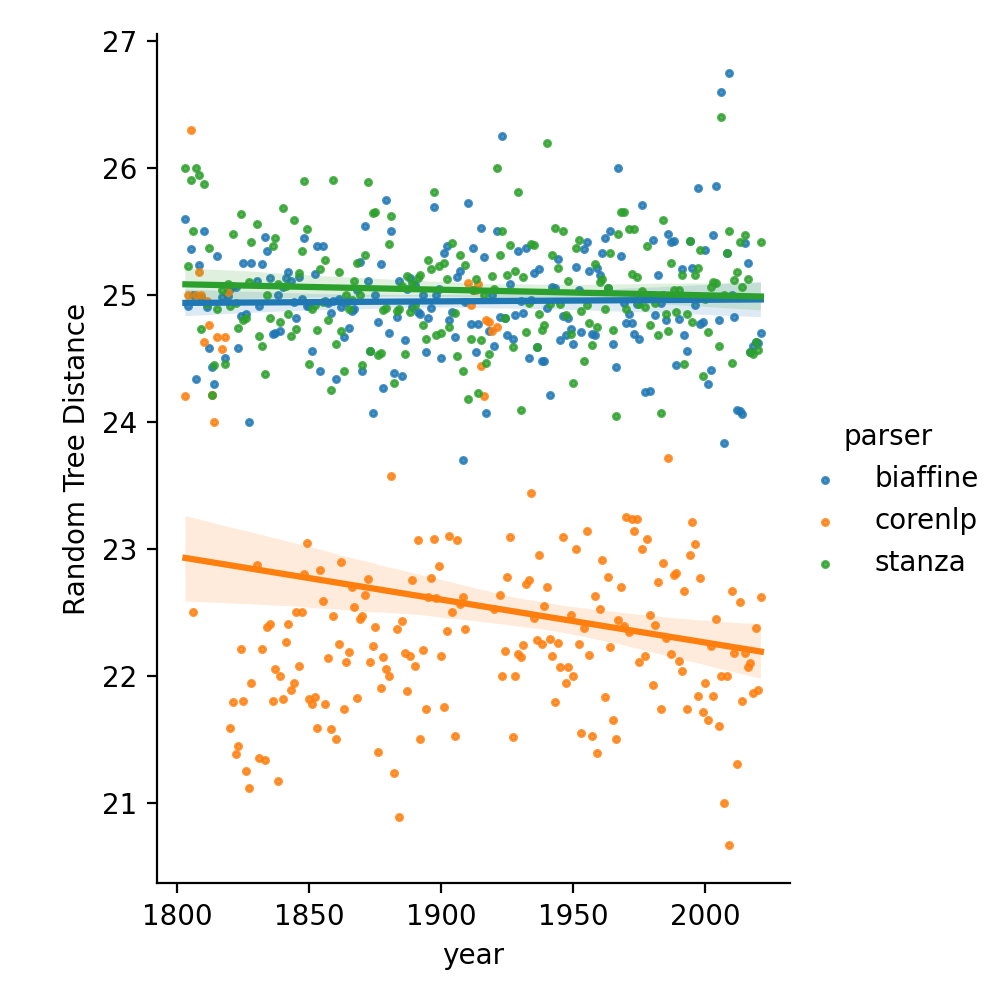 27
26
25
24
23
22
21
Random Tree Distance
1800 1850 1900 1950 2000
year
parser
biaffine
corenlp
stanza